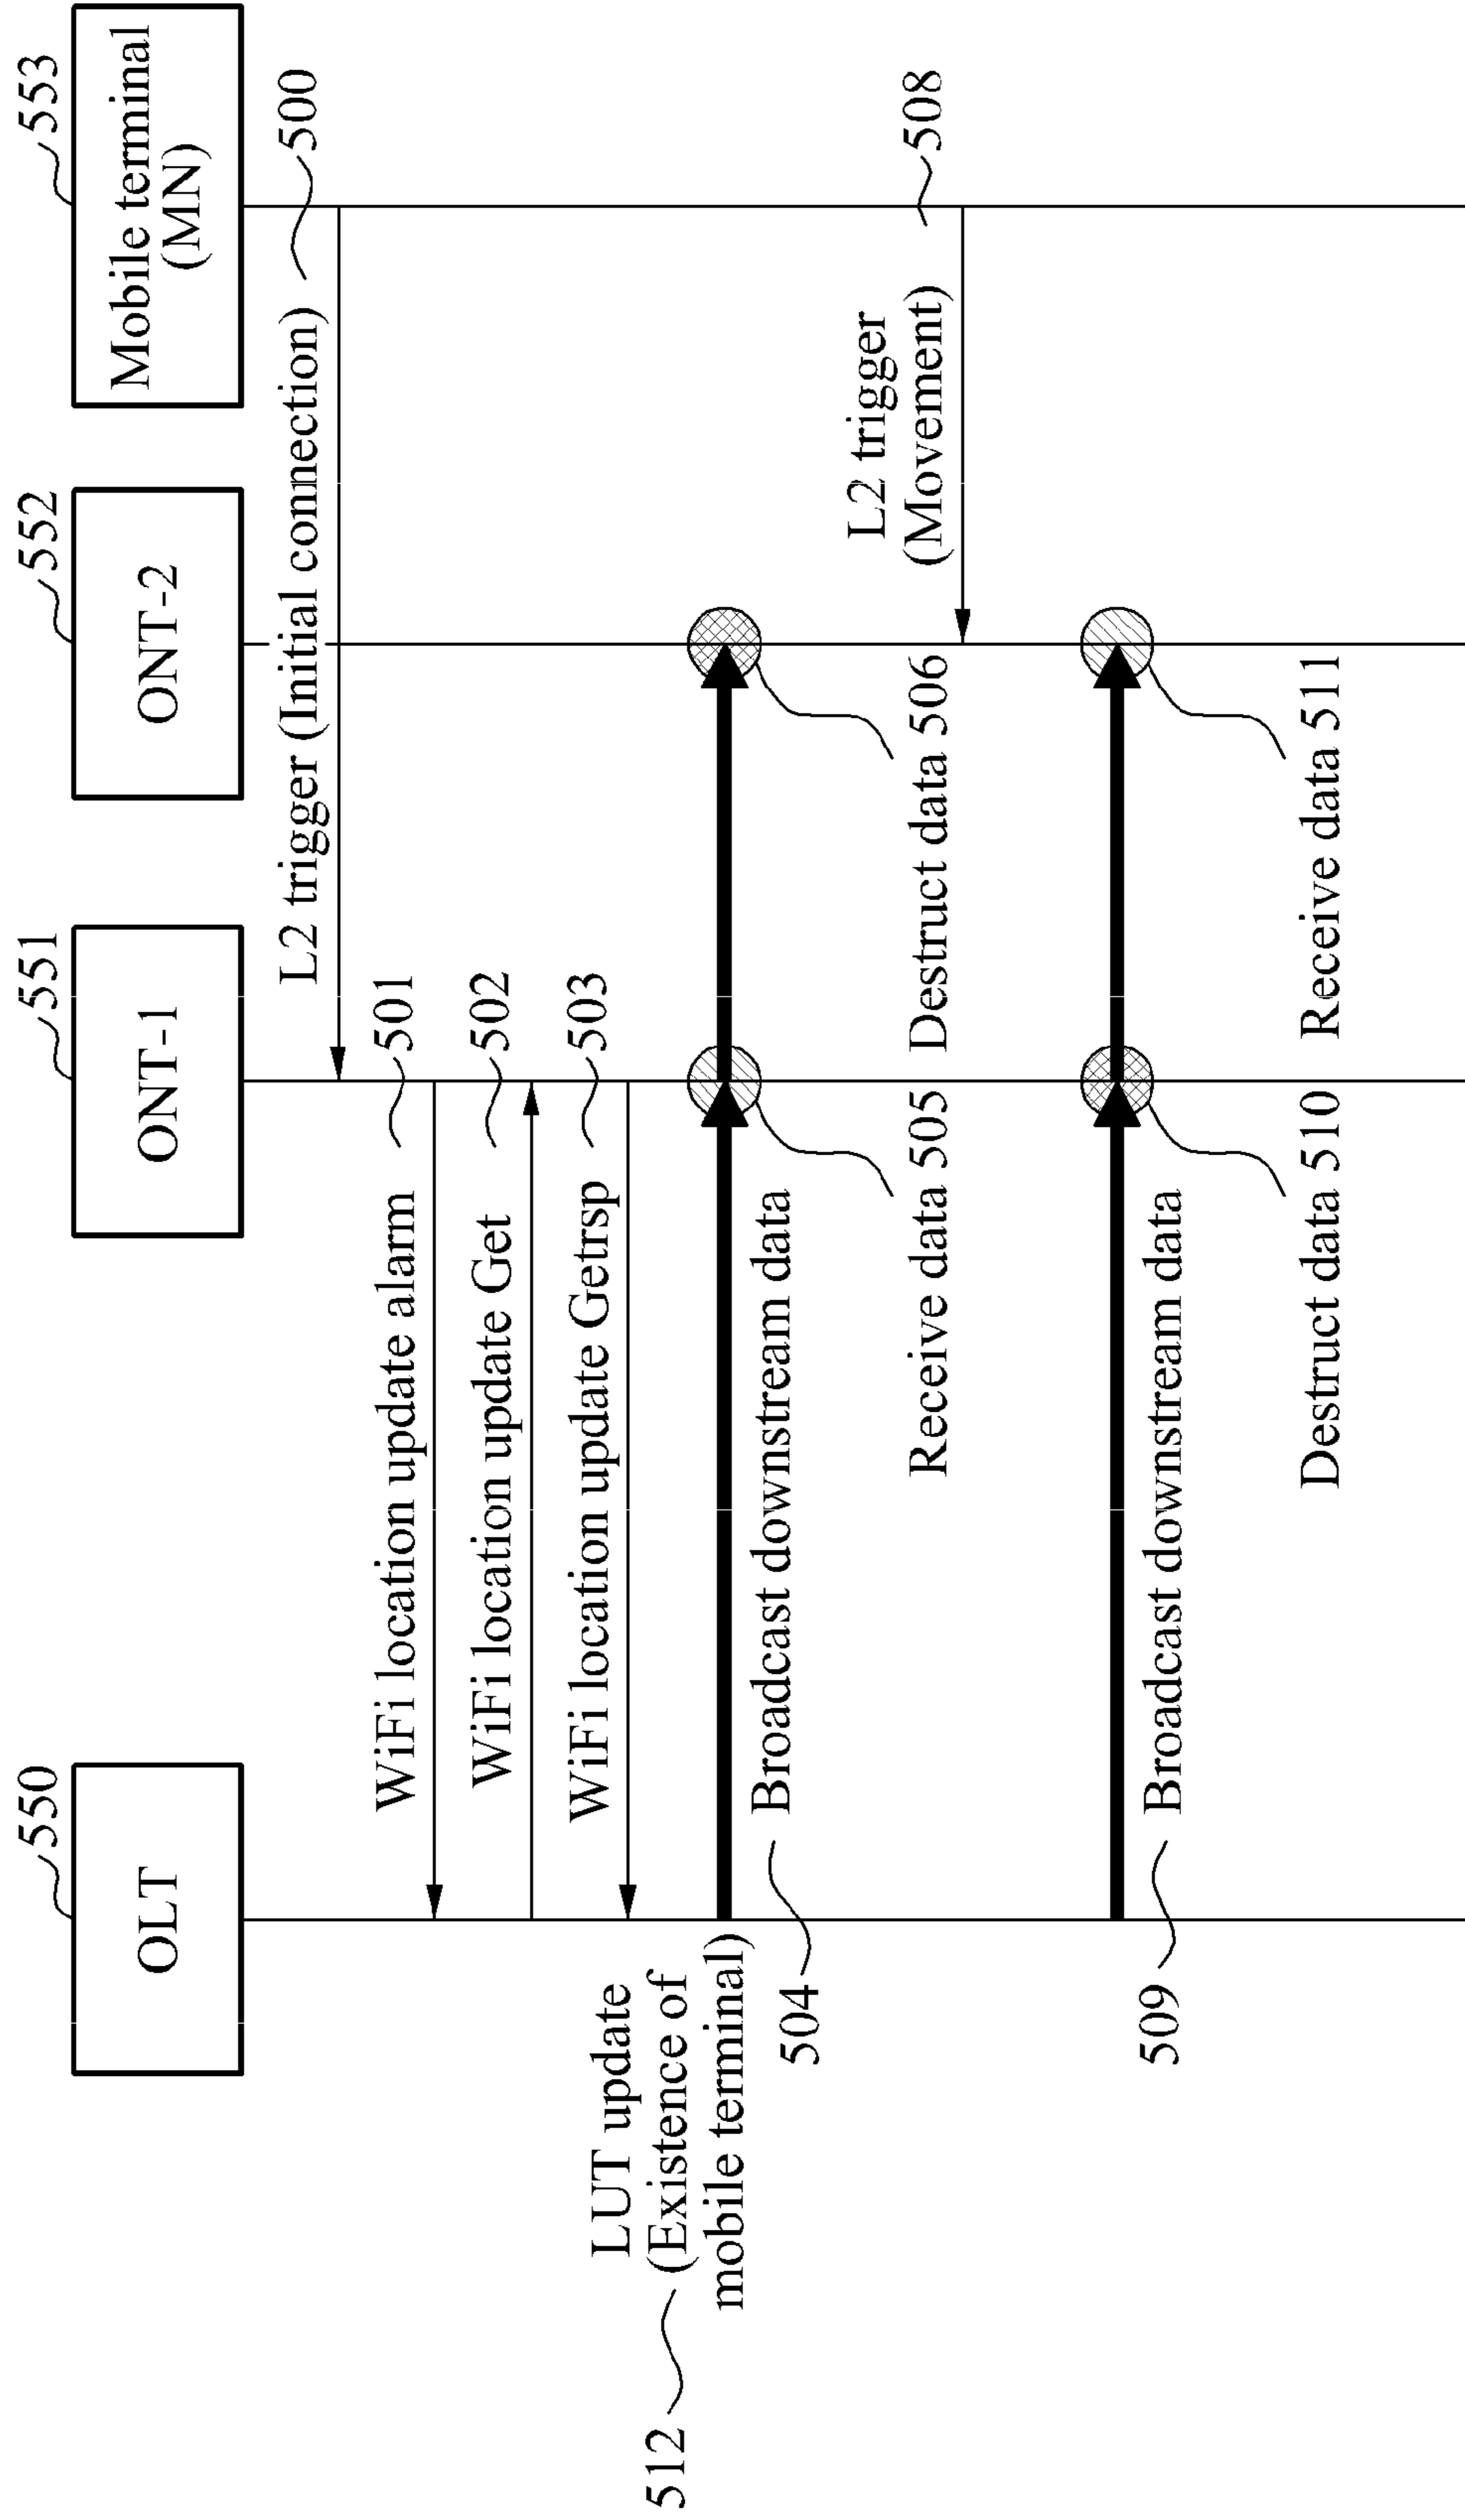 550
551
552
553
OLT
ONT-1
ONT-2
Mobile terminal
(MN)
L2 trigger (Initial connection)
500
WiFi location update alarm
501
WiFi location update Get
502
WiFi location update Getrsp
503
LUT update
512
(Existence of
mobile terminal)
504
Broadcast downstream data
Receive data 505
Destruct data 506
L2 trigger
(Movement)
508
509
Broadcast downstream data
Destruct data 510
Receive data 511